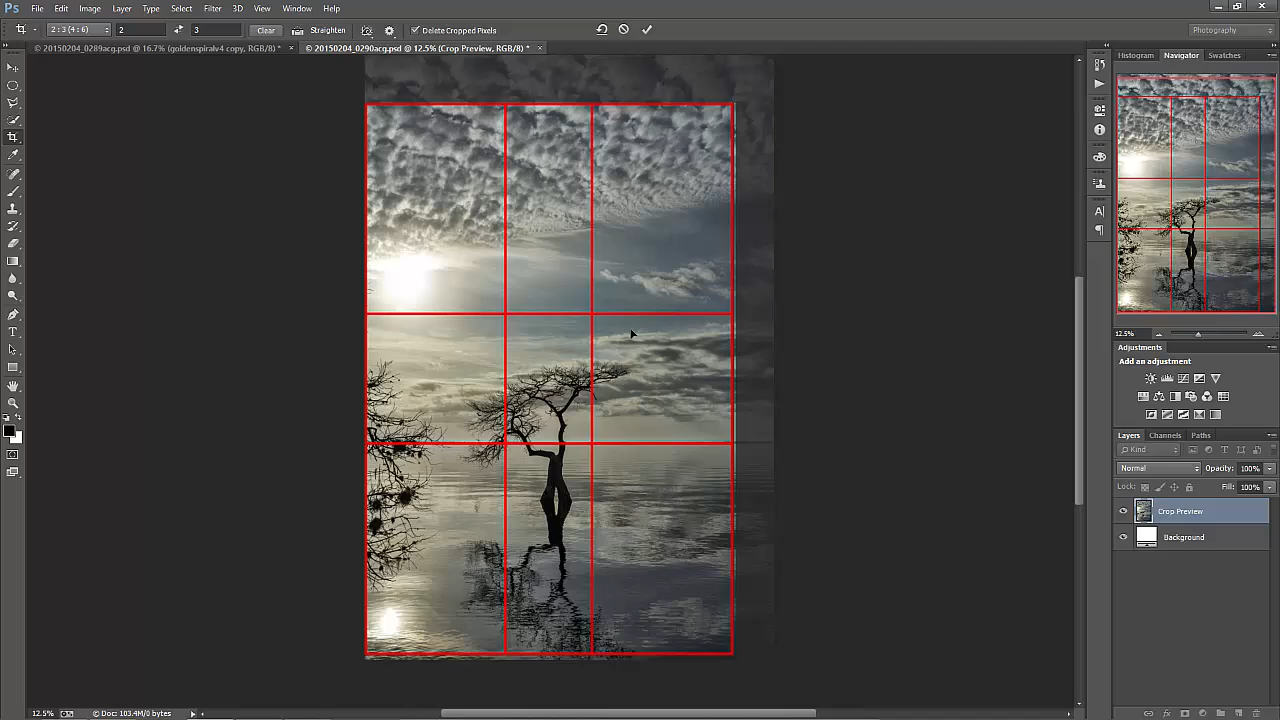 Ps File Edit Image Layer Type Select Filter 3D View Window Help
2 : 3 (4 : 6) 2 3 Clear Straighten Delete Cropped Pixels Photography
© 20150204_0289acg.psd @ 16.7% (goldenspiralv4 copy, RGB/8) * × © 20150204_0290acg.psd @ 12.5% (Crop Preview, RGB/8) * ×
Histogram Navigator Swatches
12.5%
Adjustments
Add an adjustment
Layers Channels Paths
Kind
Normal Opacity: 100%
Lock: Fill: 100%
Crop Preview
Background
12.5% © Doc: 103.4M/0 bytes